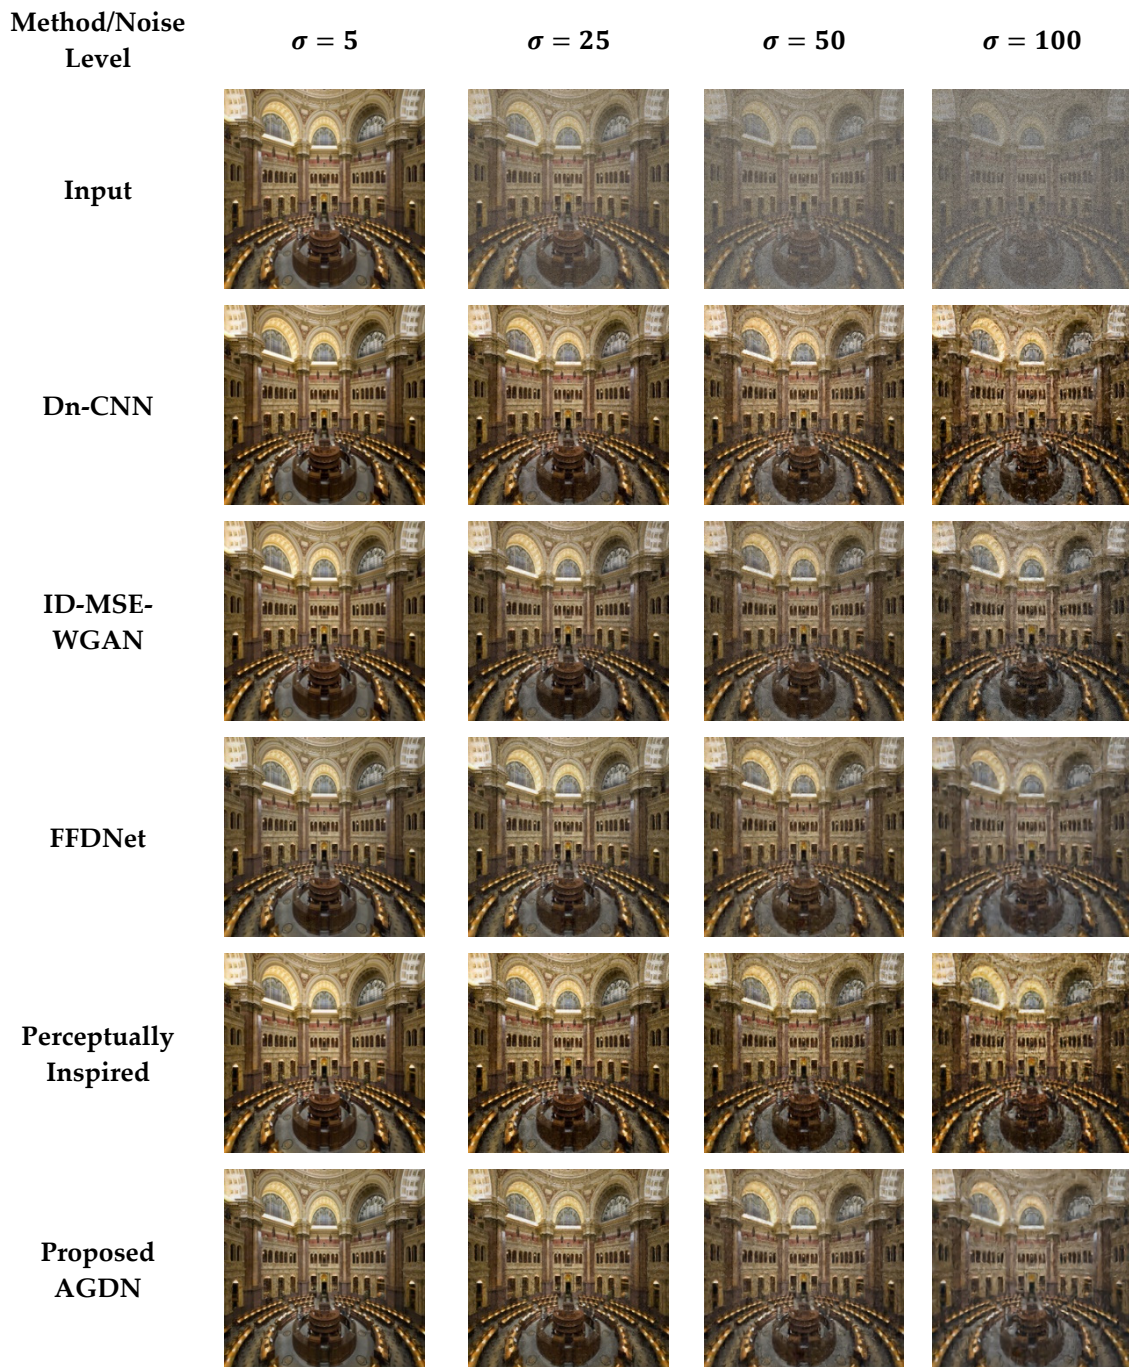 Method/Noise
Level
σ = 5
σ = 25
σ = 50
σ = 100
Input
Dn-CNN
ID-MSE-
WGAN
FFDNet
Perceptually
Inspired
Proposed
AGDN